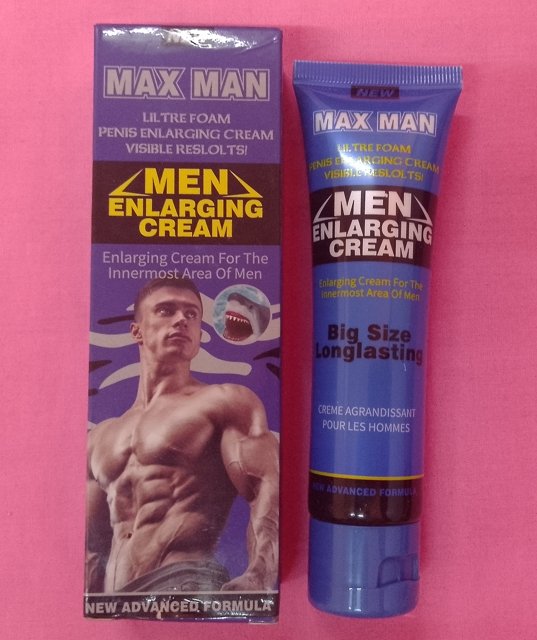 MAX MAN
LILTRE FOAM
PENIS ENLARGING CREAM
VISIBLE RESLOLTS!
MEN
ENLARGING
CREAM
Enlarging Cream For The
Innermost Area Of Men
NEW ADVANCED FORMULA
NEW
MAX MAN
LILTRE FOAM
PENIS ENLARGING CREAM
VISIBLE RESLOLTS!
MEN
ENLARGING
CREAM
Enlarging Cream For The
Innermost Area Of Men
Big Size
Longlasting
CREME AGRANDISSANT
POUR LES HOMMES
NEW ADVANCED FORMULA